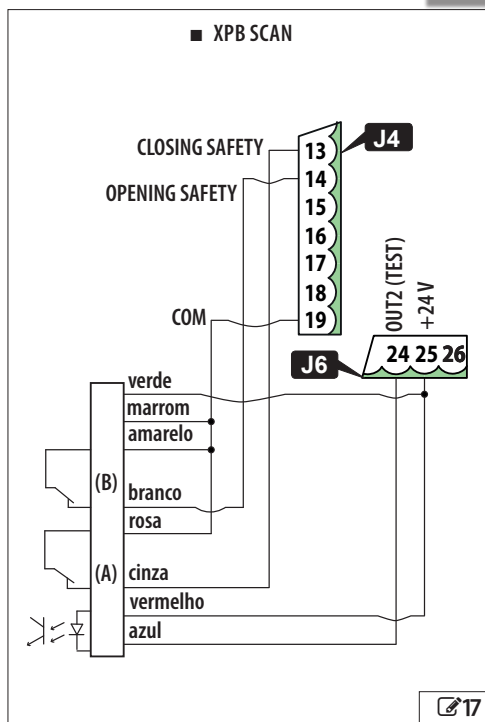 ■ XPB SCAN
CLOSING SAFETY
13
J4
OPENING SAFETY
14
15
16
17
18
COM
19
OUT2 (TEST)
+24 V
J6
24 25 26
verde
marrom
amarelo
(B)
branco
rosa
(A)
cinza
vermelho
azul
17